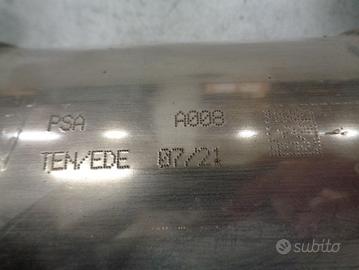 PSA A008
TEN/EDE 07/21
subito